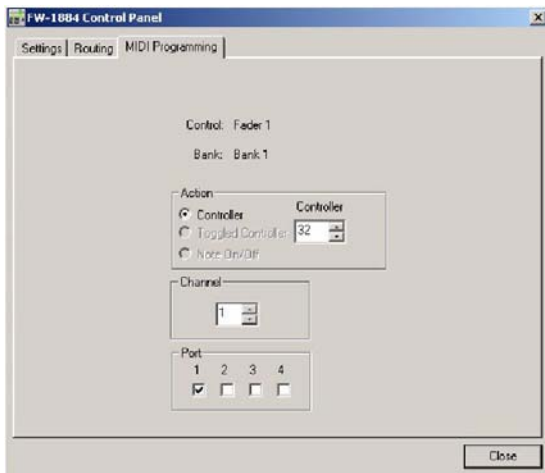 FW-1884 Control Panel
Settings Routing MIDI Programming
Control: Fader 1
Bank: Bank 1
Action
Controller
Controller
Toggled Controller
32
Note On/Off
Channel
1
Port
1 2 3 4
Close